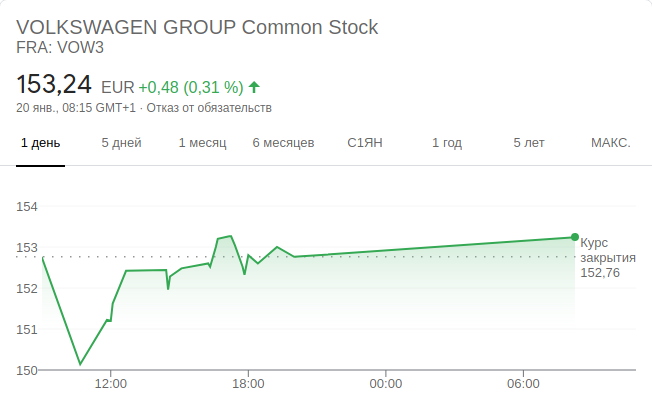 VOLKSWAGEN GROUP Common Stock
FRA: VOW3
153,24 EUR +0,48 (0,31 %)
20 янв., 08:15 GMT+1 · Отказ от обязательств
1 день 5 дней 1 месяц 6 месяцев С1ЯН 1 год 5 лет МАКС.
154
153
Курс
закрытия
152,76
152
151
150
12:00 18:00 00:00 06:00